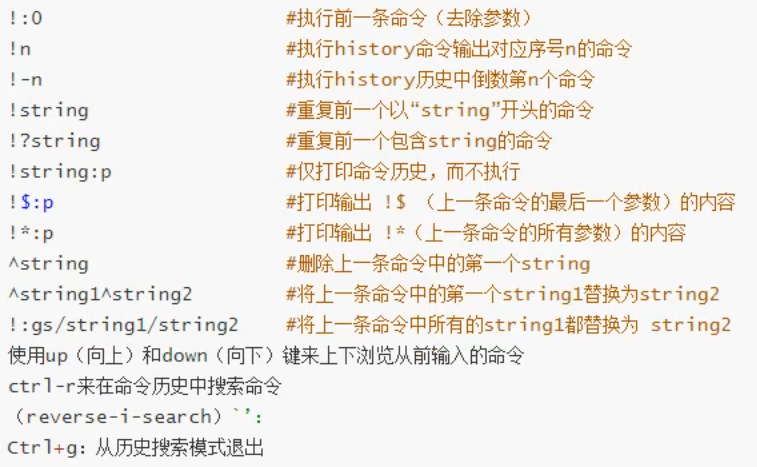 !:0 #执行前一条命令（去除参数）
!n #执行history命令输出对应序号n的命令
!-n #执行history历史中倒数第n个命令
!string #重复前一个以“string”开头的命令
!?string #重复前一个包含string的命令
!string:p #仅打印命令历史，而不执行
!$:p #打印输出 !$ （上一条命令的最后一个参数）的内容
!*:p #打印输出 !*（上一条命令的所有参数）的内容
^string #删除上一条命令中的第一个string
^string1^string2 #将上一条命令中的第一个string1替换为string2
!:gs/string1/string2 #将上一条命令中所有的string1都替换为 string2
使用up（向上）和down（向下）键来上下浏览从前输入的命令
ctrl-r来在命令历史中搜索命令
（reverse-i-search）`’：
Ctrl+g：从历史搜索模式退出